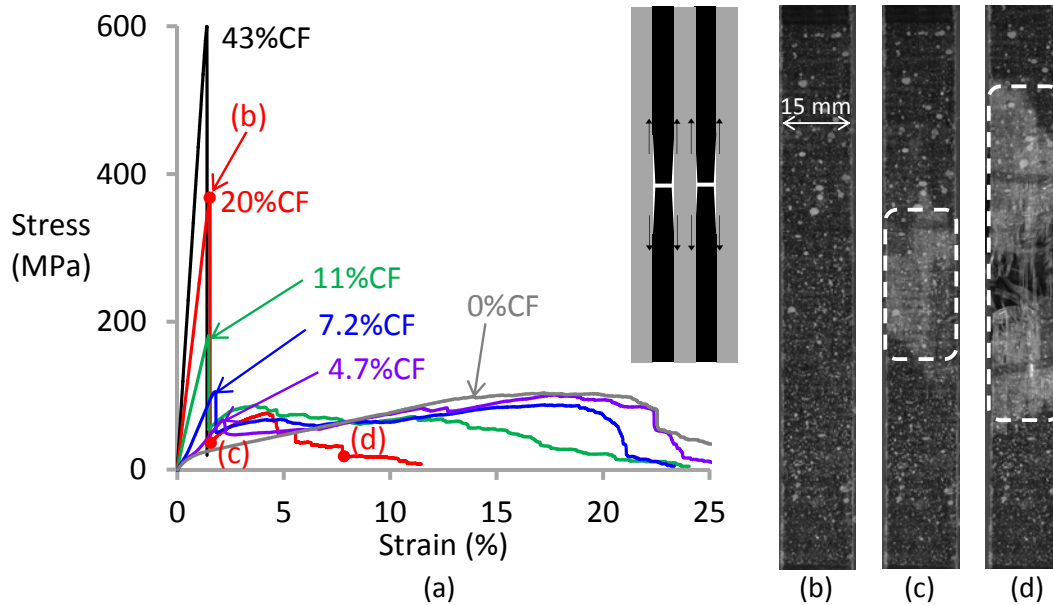 600
43%CF
(b)
400
20%CF
Stress
(MPa)
11%CF
200
7.2%CF
0%CF
4.7%CF
(c)
(d)
0
0 5 10 15 20 25
Strain (%)
(a)
15 mm
(b) (c) (d)